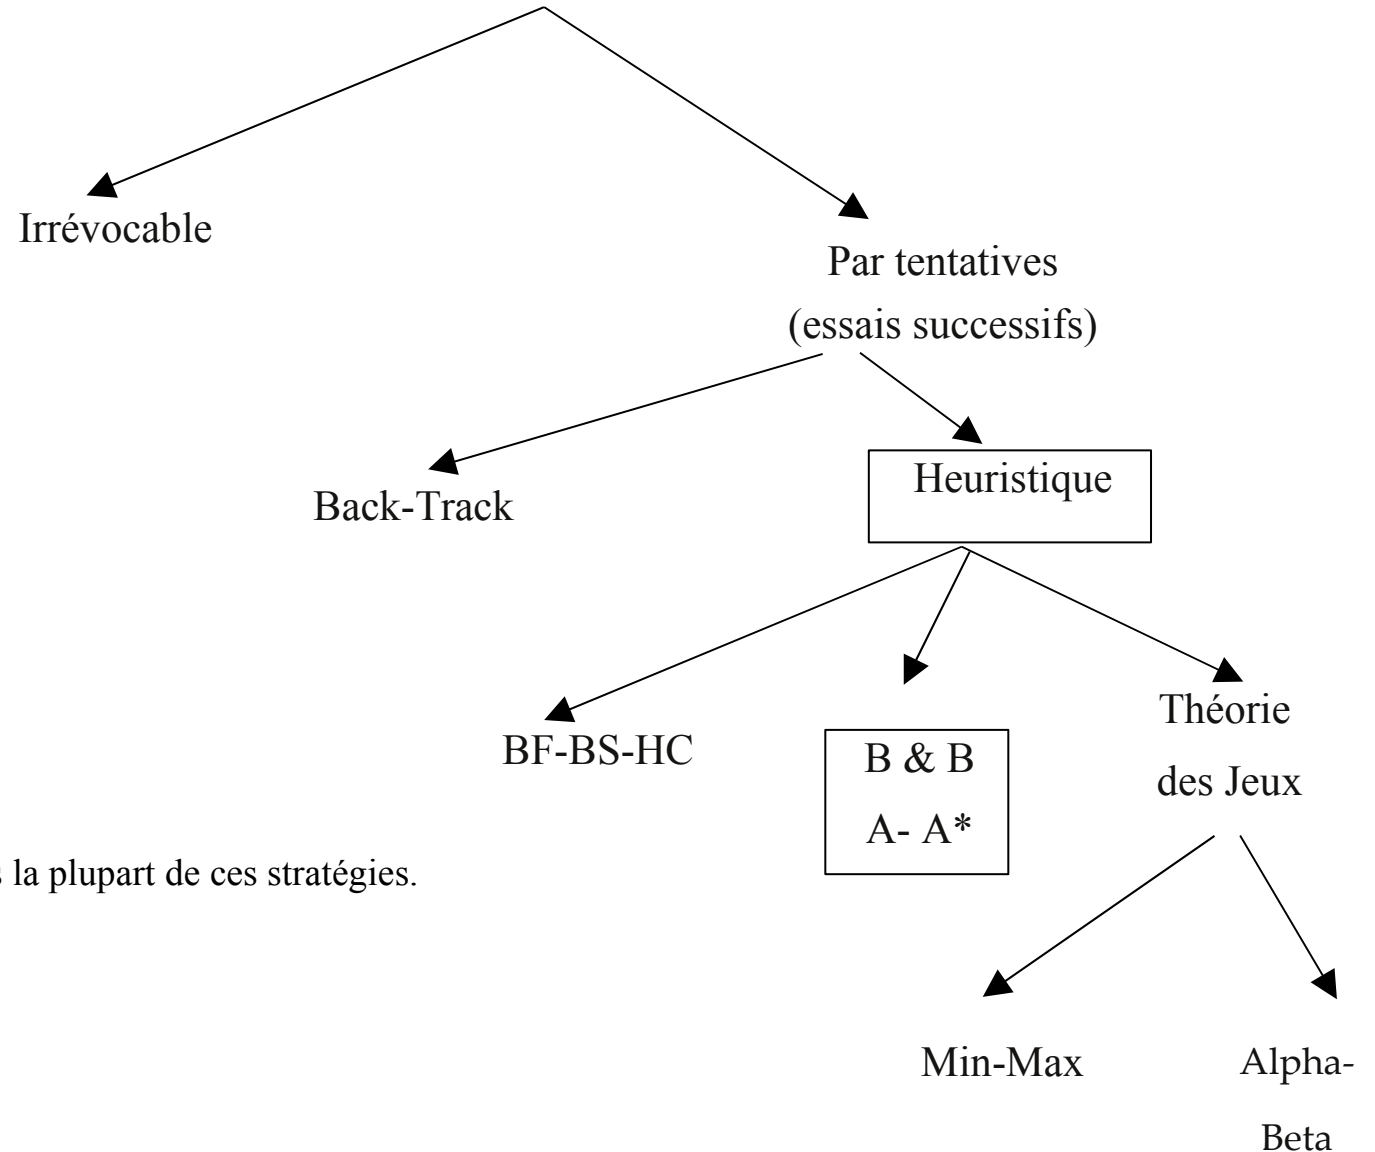 Irrévocable
Par tentatives
(essais successifs)
Back-Track
Heuristique
BF-BS-HC
B & B
A- A*
Théorie
des Jeux
s la plupart de ces stratégies.
Min-Max
Alpha-
Beta